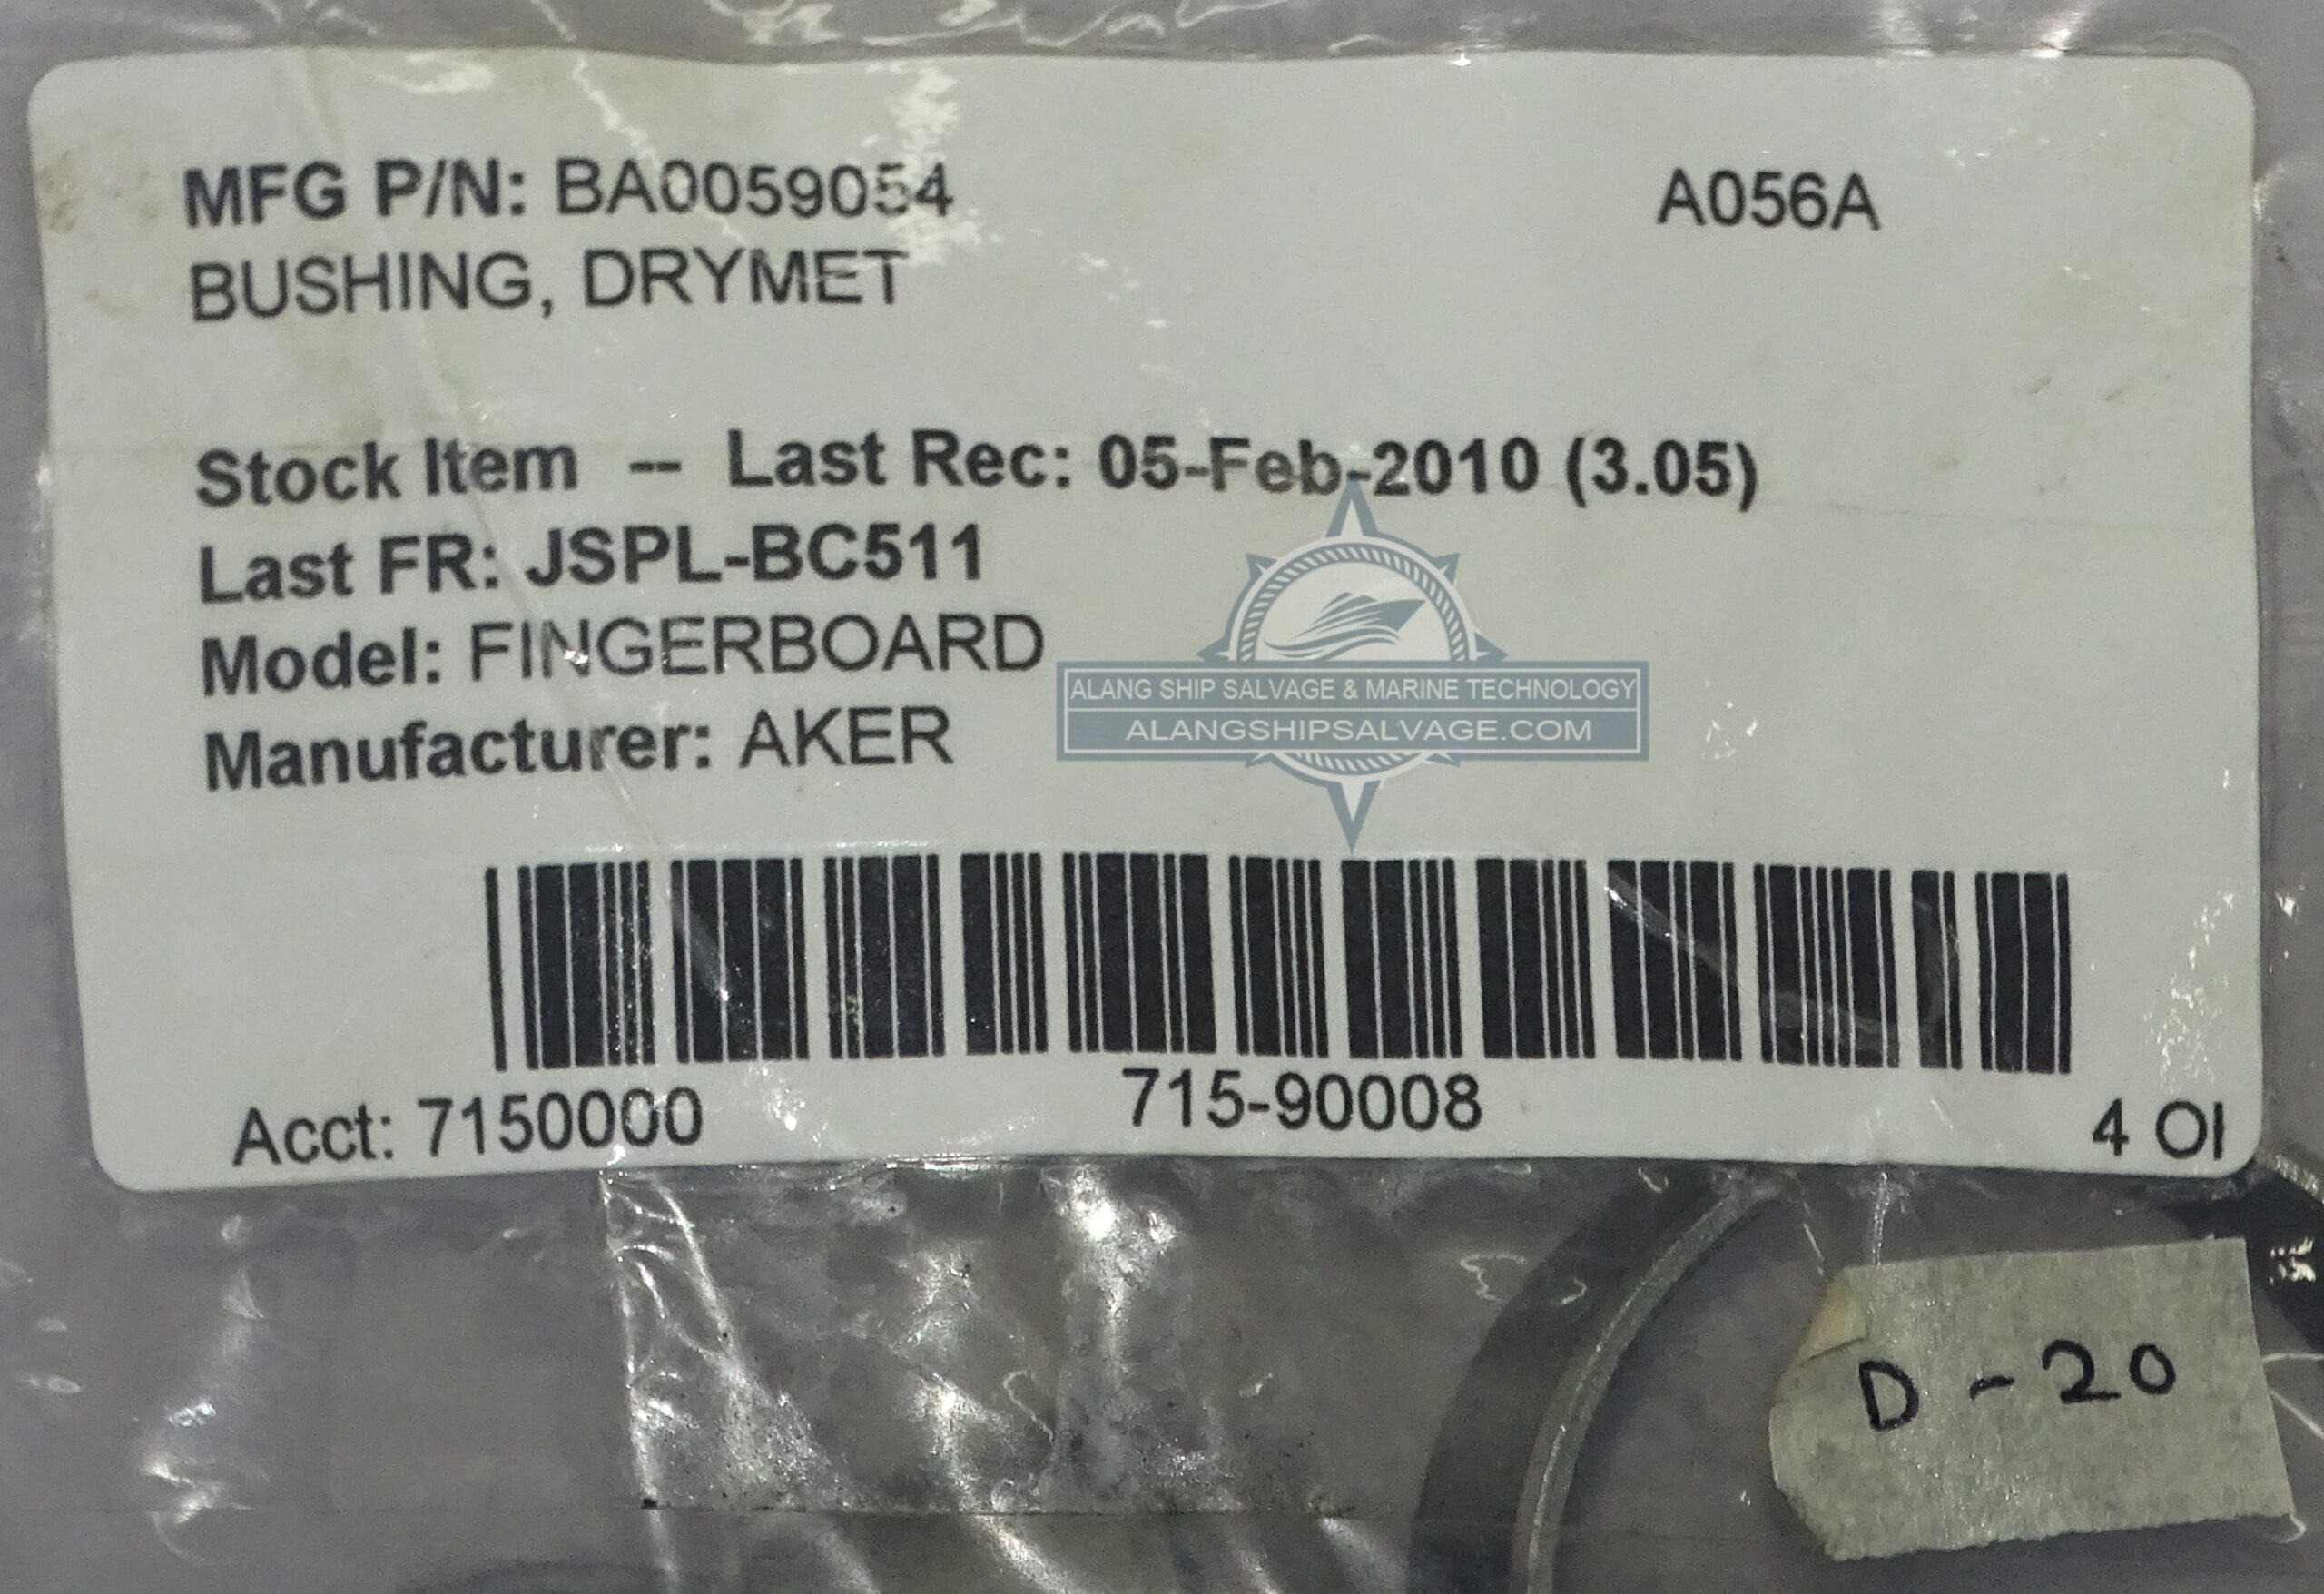 MFG P/N: BA0059054
A056A
BUSHING, DRYMET
Stock Item -- Last Rec: 05-Feb-2010 (3.05)
Last FR: JSPL-BC511
Model: FINGERBOARD
Manufacturer: AKER
ALANG SHIP SALVAGE & MARINE TECHNOLOGY
ALANGSHIPSALVAGE.COM
Acct: 7150000
715-90008
4 OI
D-20